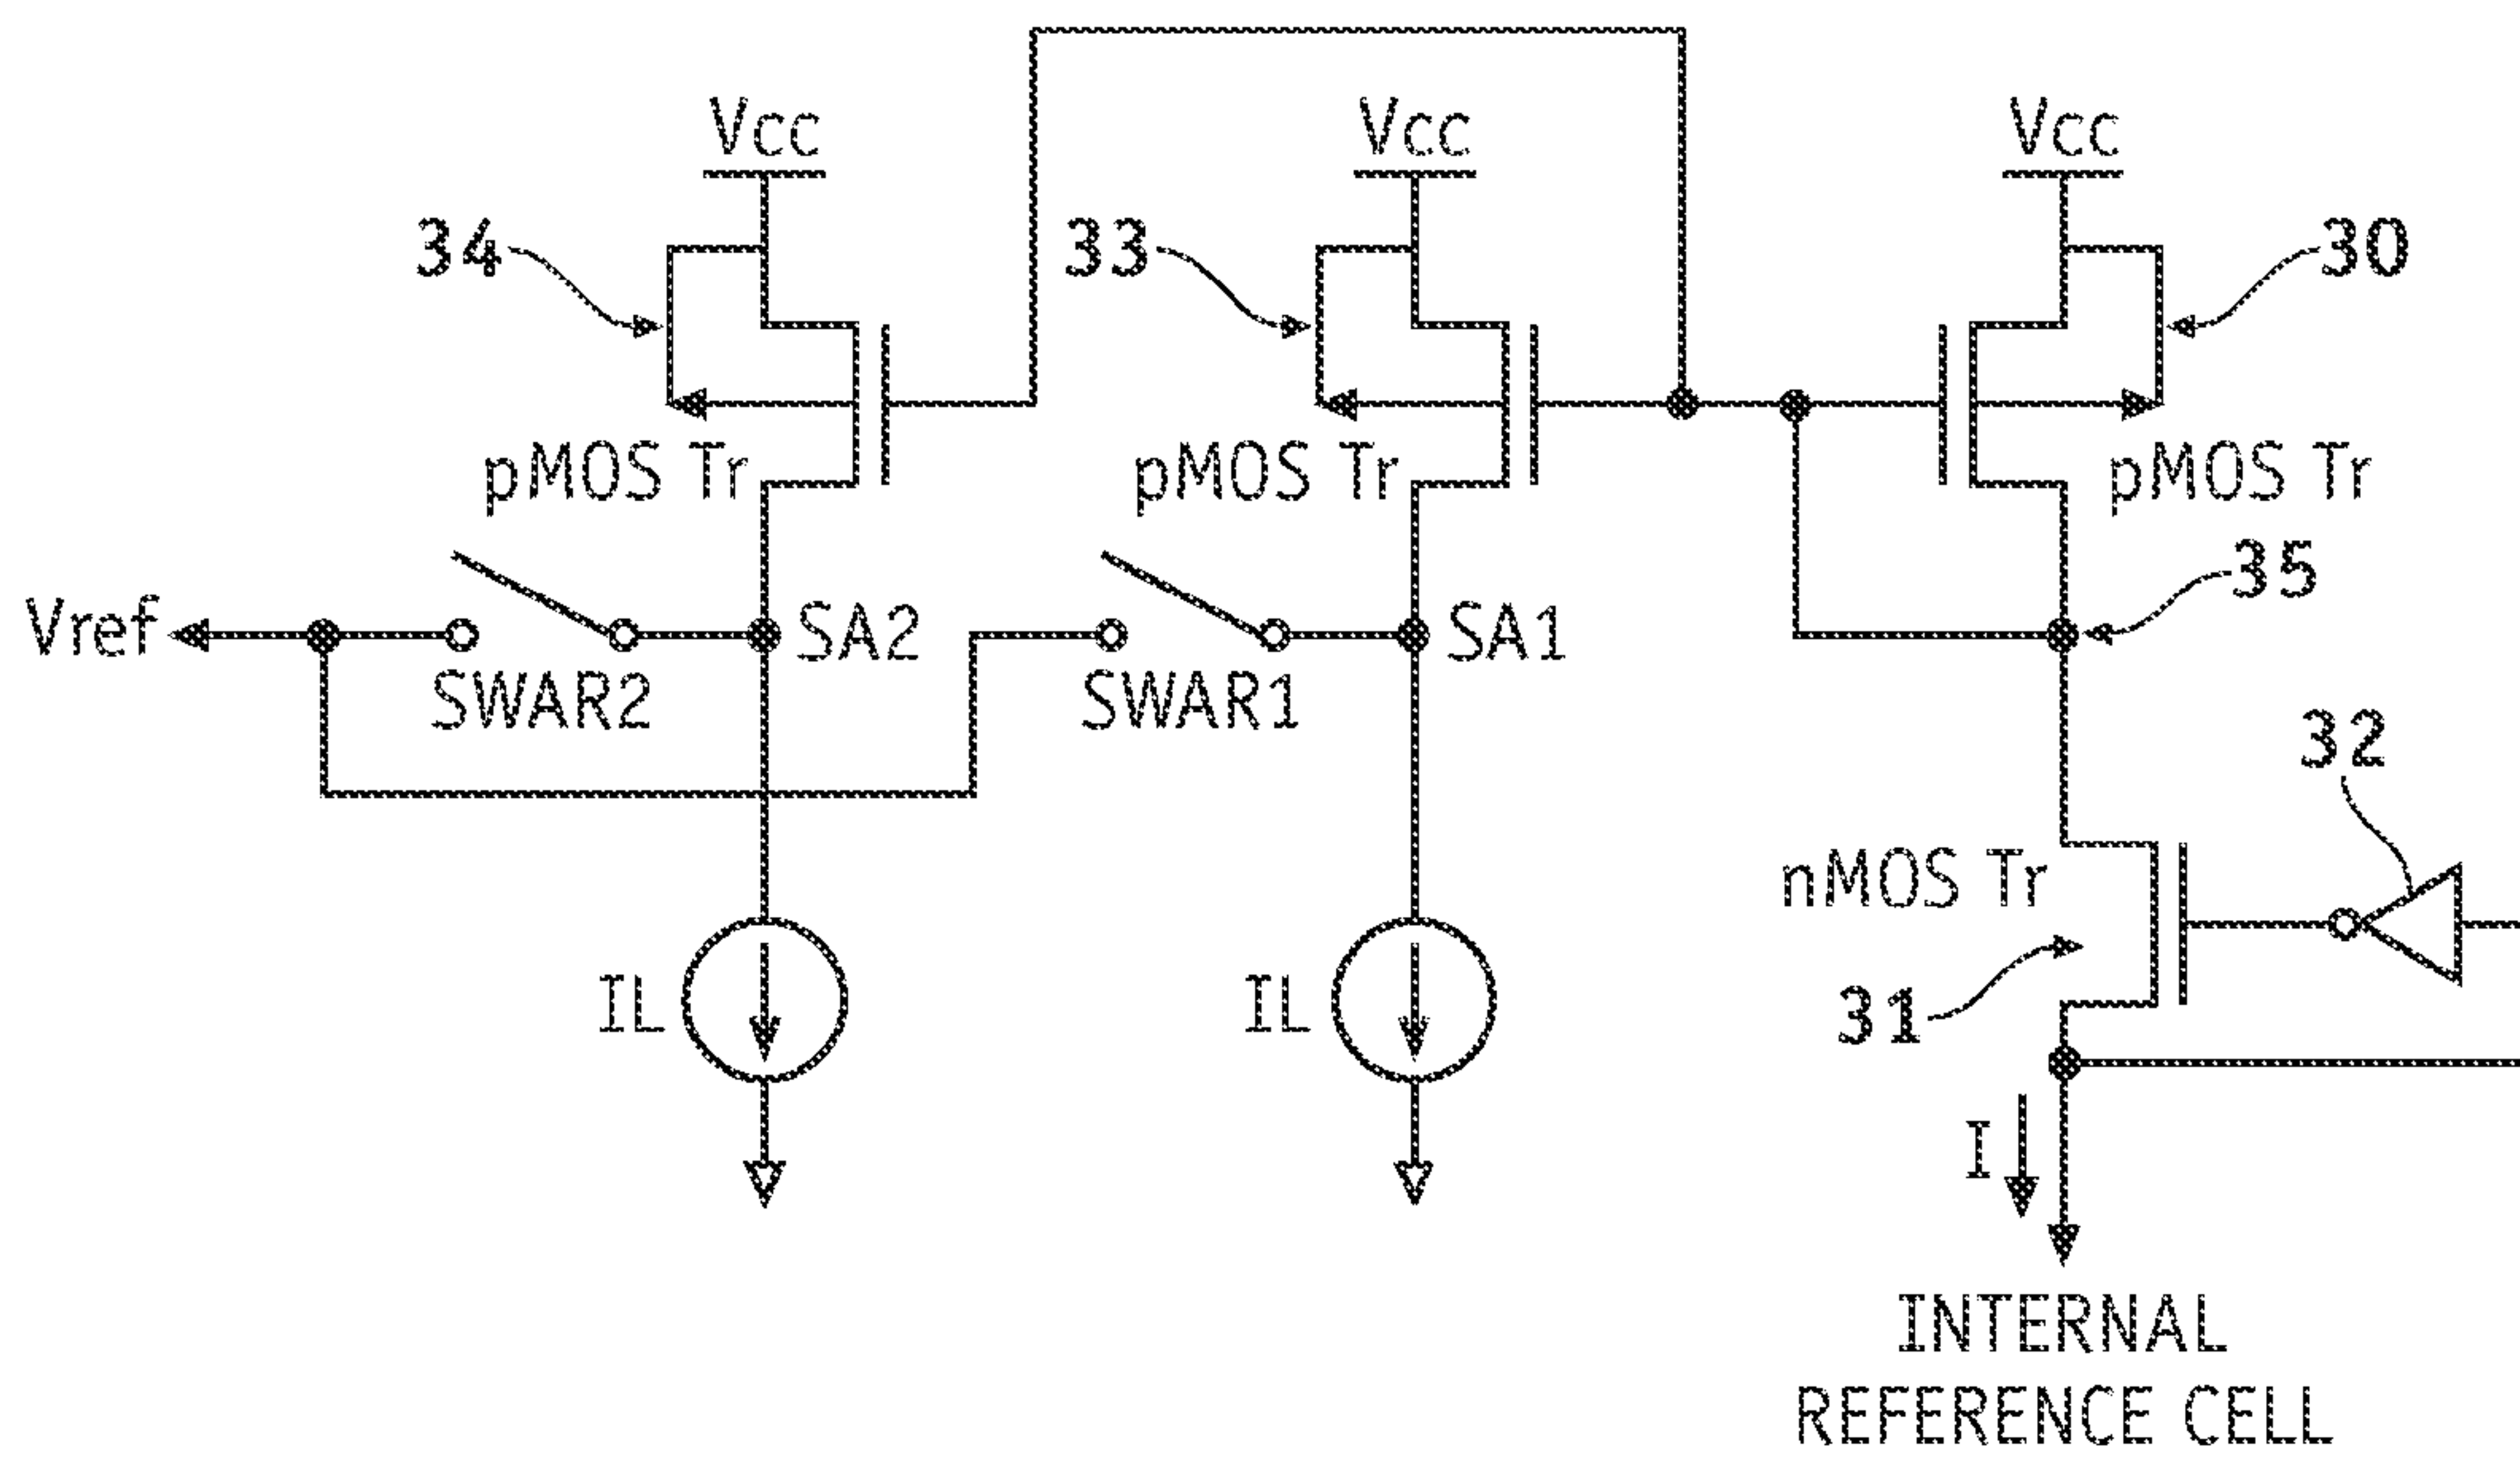 Vcc
Vcc
Vcc
34
33
30
pMOS Tr
pMOS Tr
pMOS Tr
35
Vref
SA2
SA1
SWAR2
SWAR1
32
nMOS Tr
IL
IL
31
I
INTERNAL
REFERENCE CELL